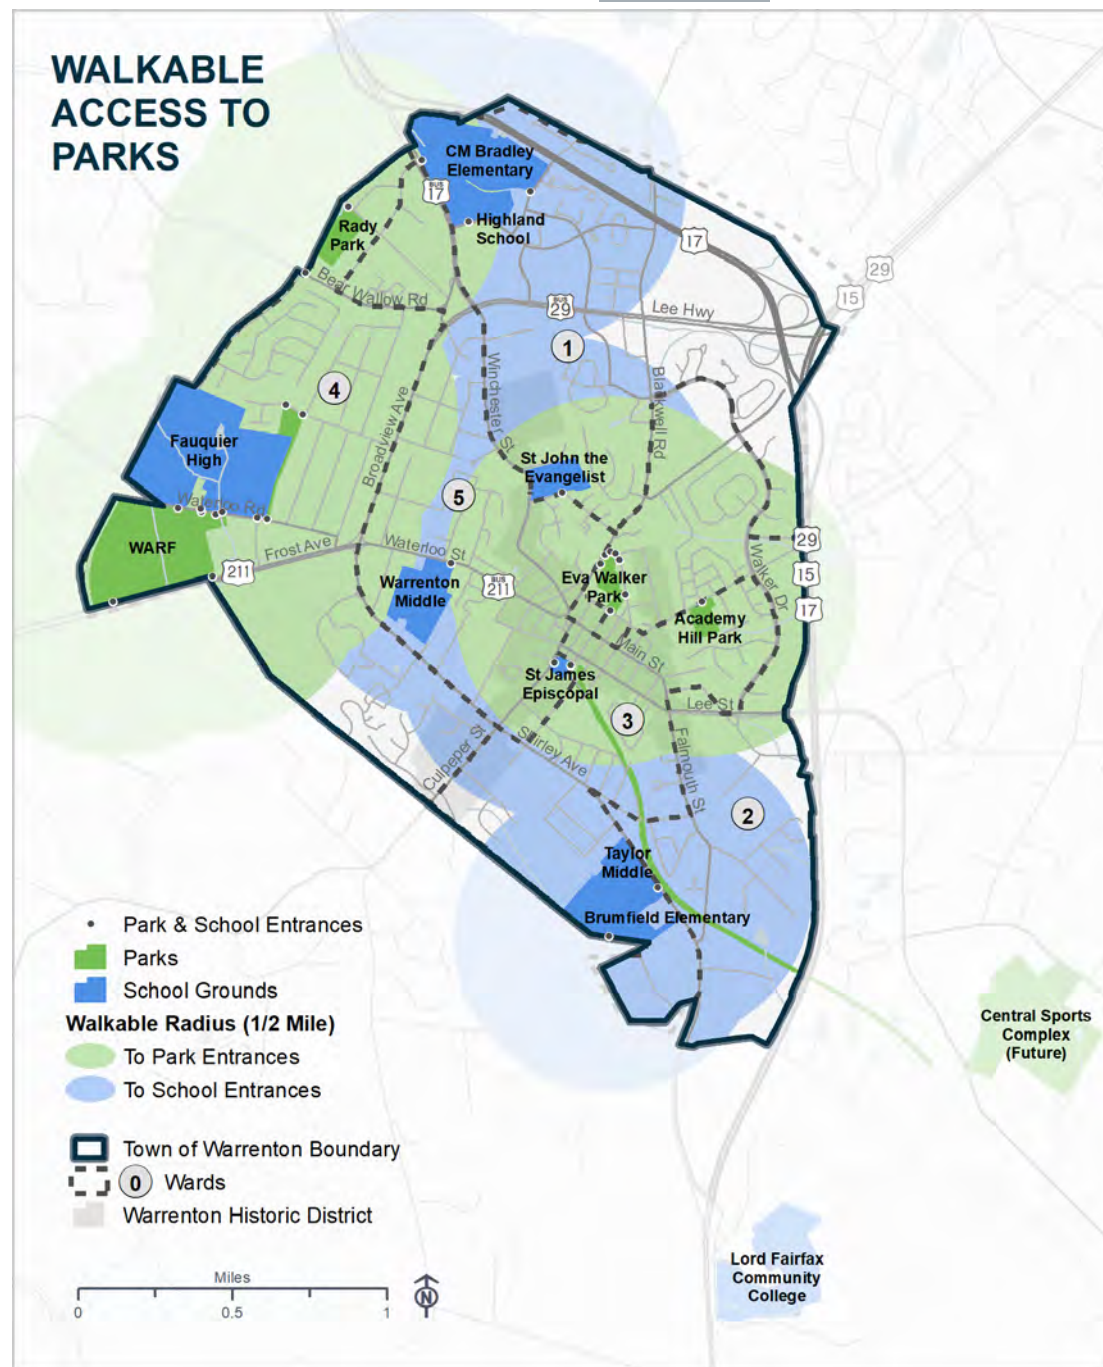 WALKABLE
ACCESS TO
PARKS
CM Bradley
Elementary
BUS
17
Highland
School
Rady
Park
17
29
15
Bear Wallow Rd
BUS
29
Lee Hwy
1
Winchester St
Blackwell Rd
4
Broadview Ave
Fauquier
High
St John the
Evangelist
5
Waterloo Rd
WARF
Frost Ave
211
Waterloo St
Warrenton
Middle
BUS
211
Eva Walker
Park
Academy
Hill Park
Walker Dr
29
15
17
Main St
St James
Episcopal
Lee St
3
Culpeper St
Shirley Ave
Falmouth St
2
Taylor
Middle
Brumfield Elementary
Park & School Entrances
Parks
School Grounds
Walkable Radius (1/2 Mile)
To Park Entrances
To School Entrances
Town of Warrenton Boundary
0 Wards
Warrenton Historic District
Central Sports
Complex
(Future)
Lord Fairfax
Community
College
Miles
0 0.5 1
N